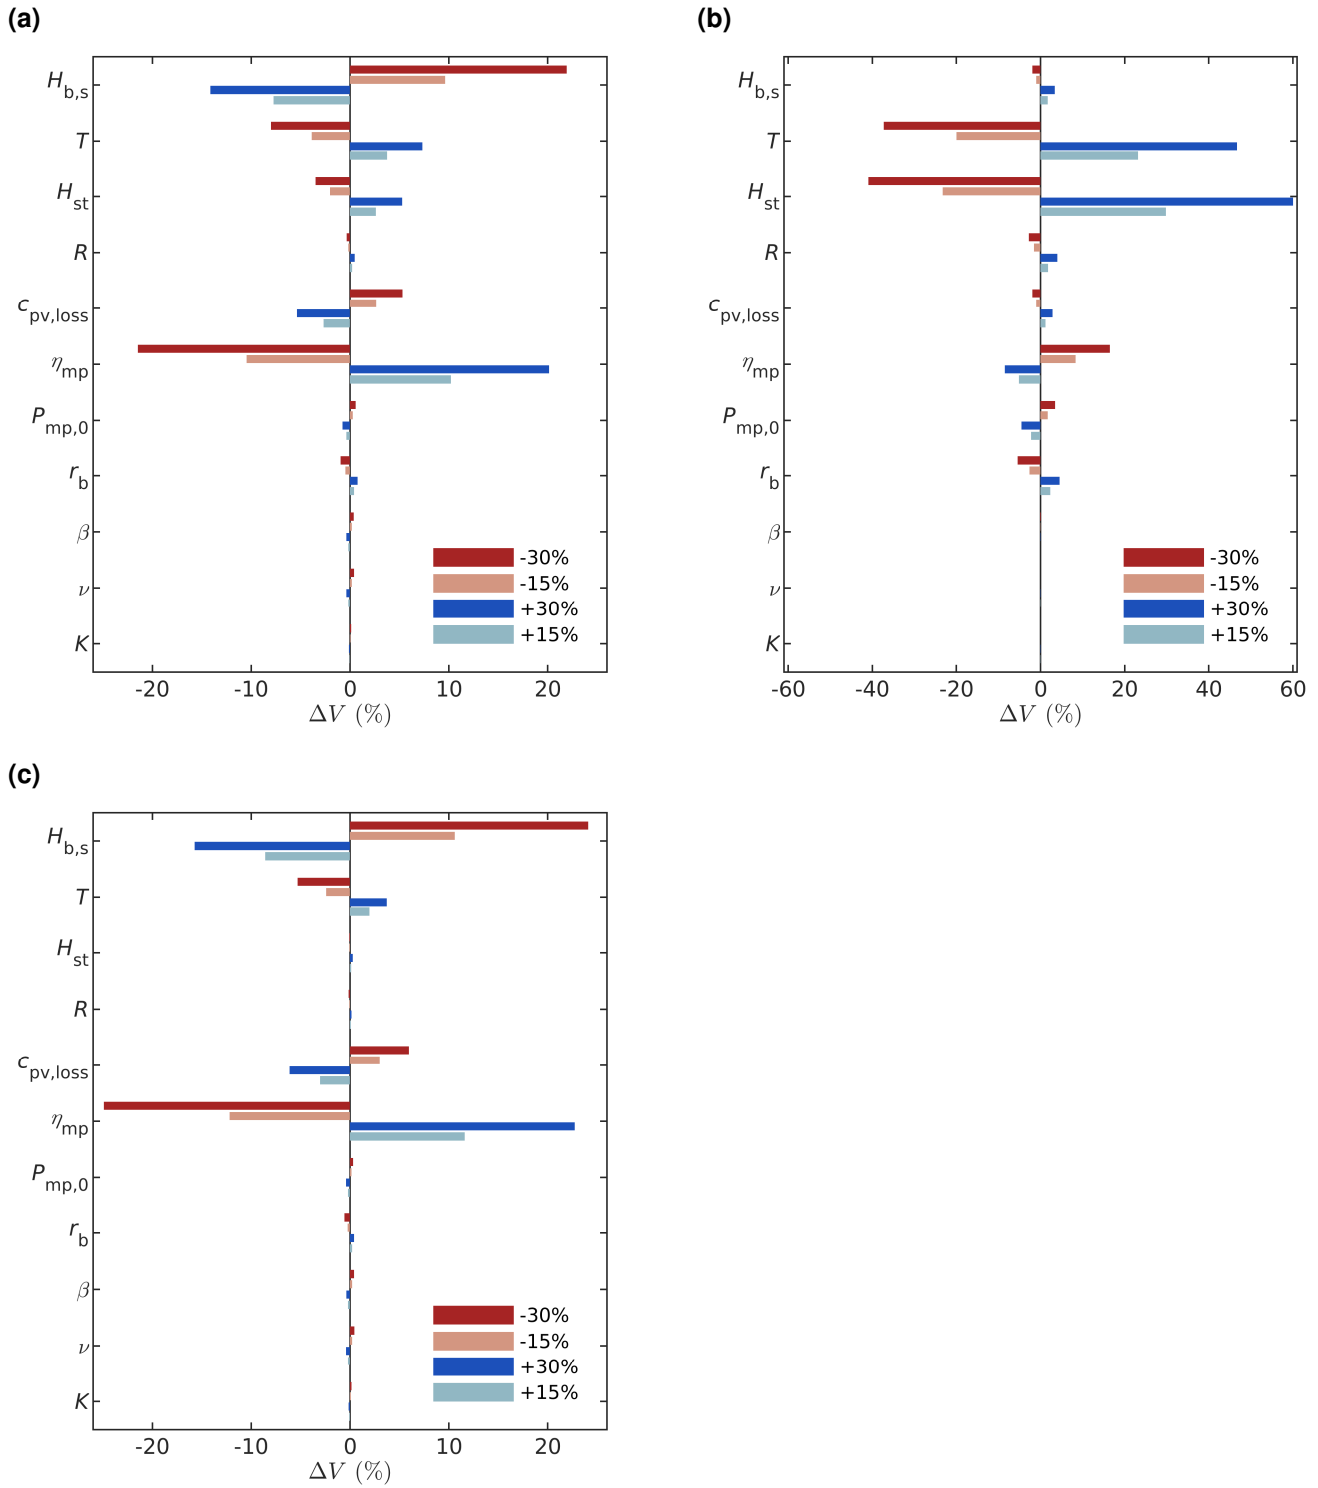 (a)
H_b,s
T
H_st
R
c_pv,loss
η_mp
P_mp,0
r_b
β
ν
K
-30%
-15%
+30%
+15%
-20 -10 0 10 20
ΔV (%)
(b)
H_b,s
T
H_st
R
c_pv,loss
η_mp
P_mp,0
r_b
β
ν
K
-30%
-15%
+30%
+15%
-60 -40 -20 0 20 40 60
ΔV (%)
(c)
H_b,s
T
H_st
R
c_pv,loss
η_mp
P_mp,0
r_b
β
ν
K
-30%
-15%
+30%
+15%
-20 -10 0 10 20
ΔV (%)